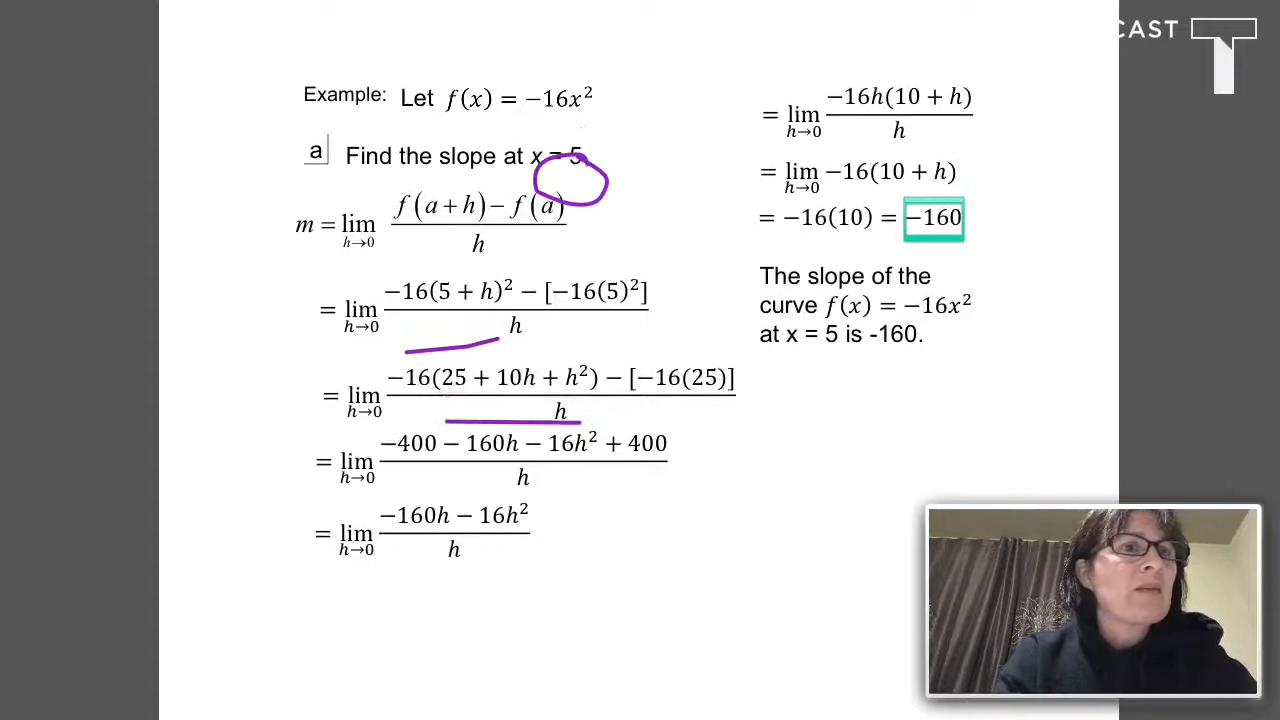 CAST T
Example: Let f(x) = −16x²
a Find the slope at x = 5.
m = lim h→0 f(a+h)−f(a) / h
= lim h→0 −16(5 + h)² − [−16(5)²] / h
= lim h→0 −16(25 + 10h + h²) − [−16(25)] / h
= lim h→0 −400 − 160h − 16h² + 400 / h
= lim h→0 −160h − 16h² / h
= lim h→0 −16h(10 + h) / h
= lim h→0 −16(10 + h)
= −16(10) = −160
The slope of the
curve f(x) = −16x²
at x = 5 is -160.